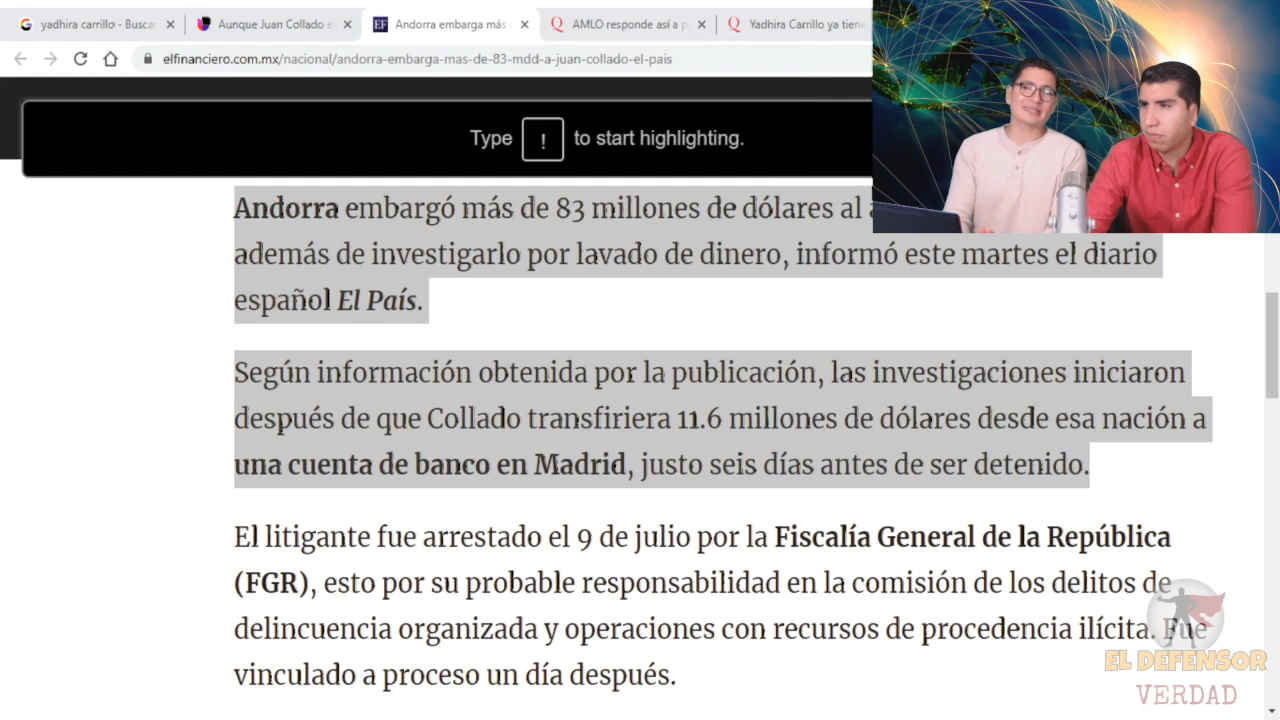 yadhira carrillo - Buscar
Aunque Juan Collado e
Andorra embarga más
AMLO responde así a p
Yadhira Carrillo ya tiene
elfinanciero.com.mx/nacional/andorra-embarga-mas-de-83-mdd-a-juan-collado-el-pais
Type ! to start highlighting.
Andorra embargó más de 83 millones de dólares al
además de investigarlo por lavado de dinero, informó este martes el diario
español El País.
Según información obtenida por la publicación, las investigaciones iniciaron
después de que Collado transfiriera 11.6 millones de dólares desde esa nación a
una cuenta de banco en Madrid, justo seis días antes de ser detenido.
El litigante fue arrestado el 9 de julio por la Fiscalía General de la República
(FGR), esto por su probable responsabilidad en la comisión de los delitos de
delincuencia organizada y operaciones con recursos de procedencia ilícita. Fue
vinculado a proceso un día después.
EL DEFENSOR
VERDAD